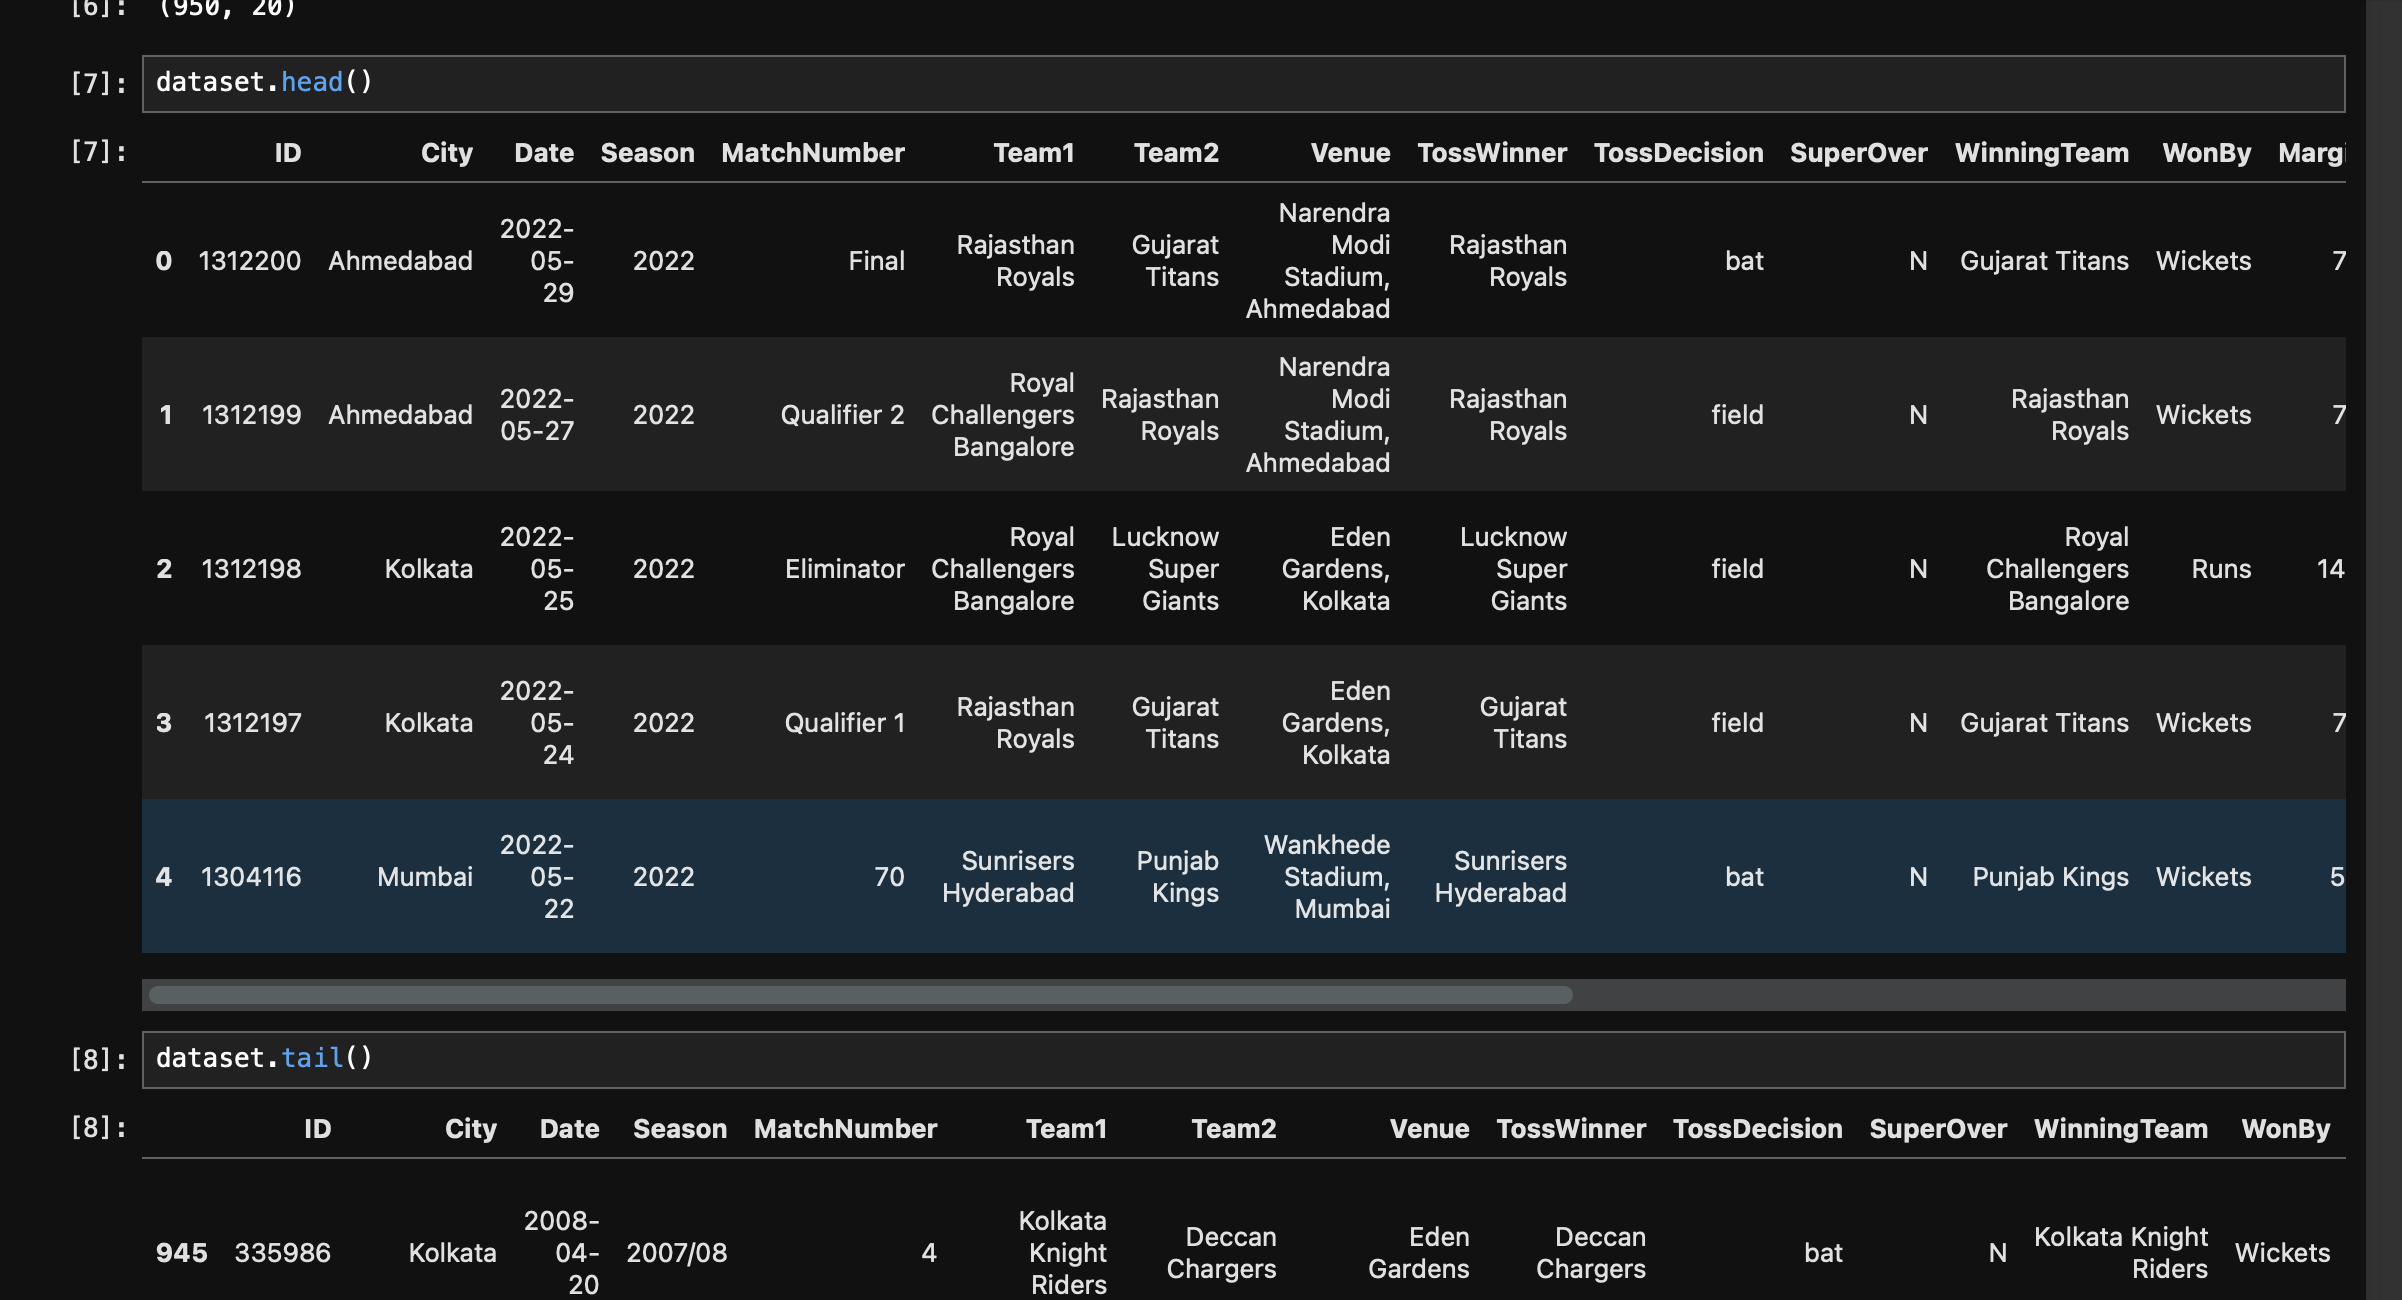 [6]: (950, 20)
[7]: dataset.head()
[7]: ID City Date Season MatchNumber Team1 Team2 Venue TossWinner TossDecision SuperOver WinningTeam WonBy Margi
0 1312200 Ahmedabad 2022-05-29 2022 Final Rajasthan Royals Gujarat Titans Narendra Modi Stadium, Ahmedabad Rajasthan Royals bat N Gujarat Titans Wickets 7
1 1312199 Ahmedabad 2022-05-27 2022 Qualifier 2 Royal Challengers Bangalore Rajasthan Royals Narendra Modi Stadium, Ahmedabad Rajasthan Royals field N Rajasthan Royals Wickets 7
2 1312198 Kolkata 2022-05-25 2022 Eliminator Royal Challengers Bangalore Lucknow Super Giants Eden Gardens, Kolkata Lucknow Super Giants field N Royal Challengers Bangalore Runs 14
3 1312197 Kolkata 2022-05-24 2022 Qualifier 1 Rajasthan Royals Gujarat Titans Eden Gardens, Kolkata Gujarat Titans field N Gujarat Titans Wickets 7
4 1304116 Mumbai 2022-05-22 2022 70 Sunrisers Hyderabad Punjab Kings Wankhede Stadium, Mumbai Sunrisers Hyderabad bat N Punjab Kings Wickets 5
[8]: dataset.tail()
[8]: ID City Date Season MatchNumber Team1 Team2 Venue TossWinner TossDecision SuperOver WinningTeam WonBy
945 335986 Kolkata 2008-04-20 2007/08 4 Kolkata Knight Riders Deccan Chargers Eden Gardens Deccan Chargers bat N Kolkata Knight Riders Wickets